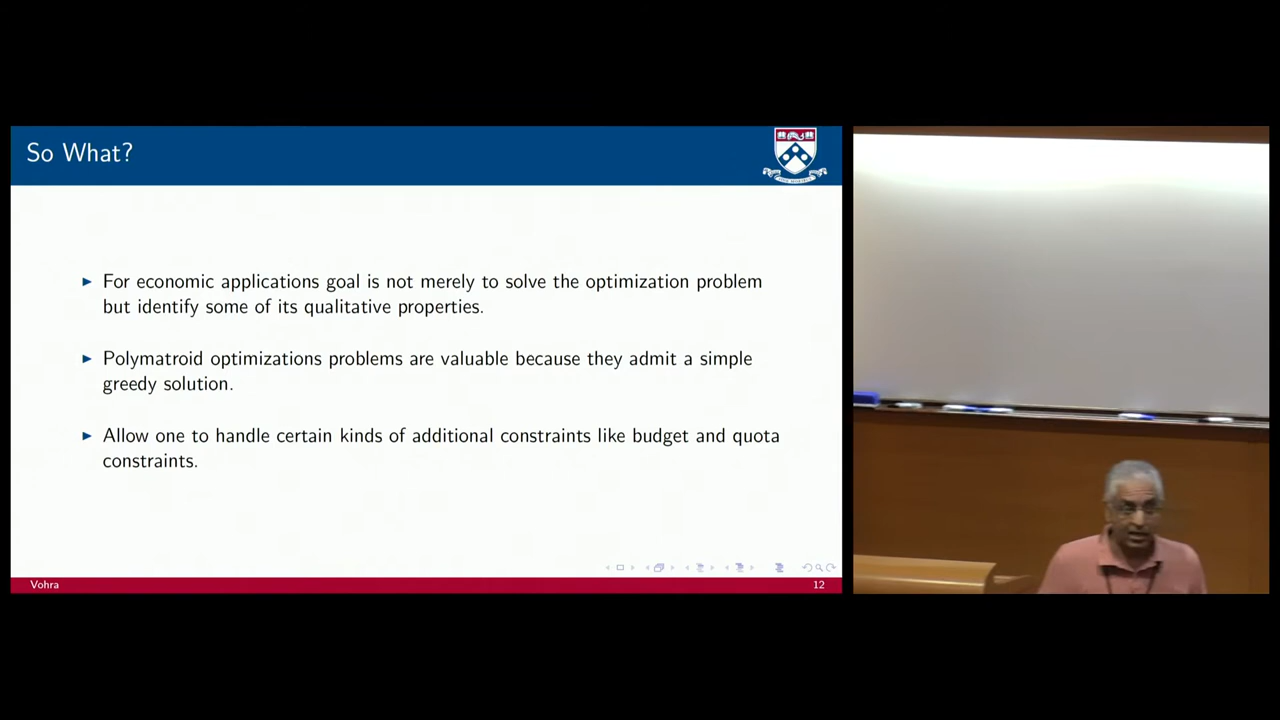 So What?
▶ For economic applications goal is not merely to solve the optimization problem
but identify some of its qualitative properties.
▶ Polymatroid optimizations problems are valuable because they admit a simple
greedy solution.
▶ Allow one to handle certain kinds of additional constraints like budget and quota
constraints.
Vohra
12